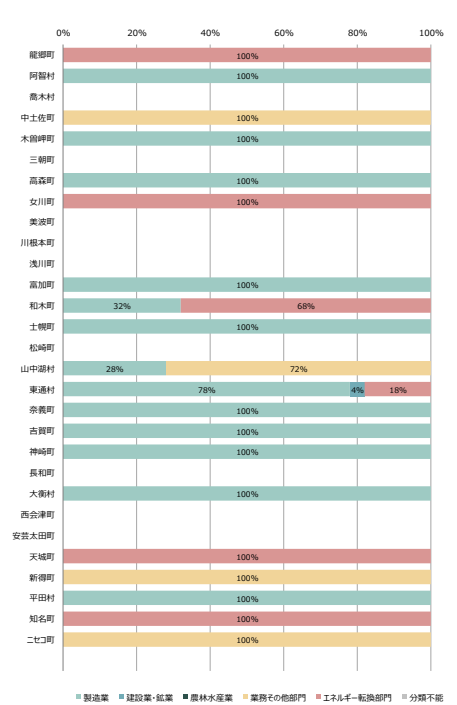 0% 20% 40% 60% 80% 100%
龍郷町 100%
阿智村 100%
喬木村
中土佐町 100%
木曽岬町 100%
三朝町
高森町 100%
女川町 100%
美波町
川根本町
浅川町
富加町 100%
和木町 32% 68%
士幌町 100%
松崎町
山中湖村 28% 72%
東通村 78% 4% 18%
奈義町 100%
吉賀町 100%
神崎町 100%
長和町
大衡村 100%
西会津町
安芸太田町
天城町 100%
新得町 100%
平田村 100%
知名町 100%
ニセコ町 100%
製造業 建設業・鉱業 農林水産業 業務その他部門 エネルギー転換部門 分類不能